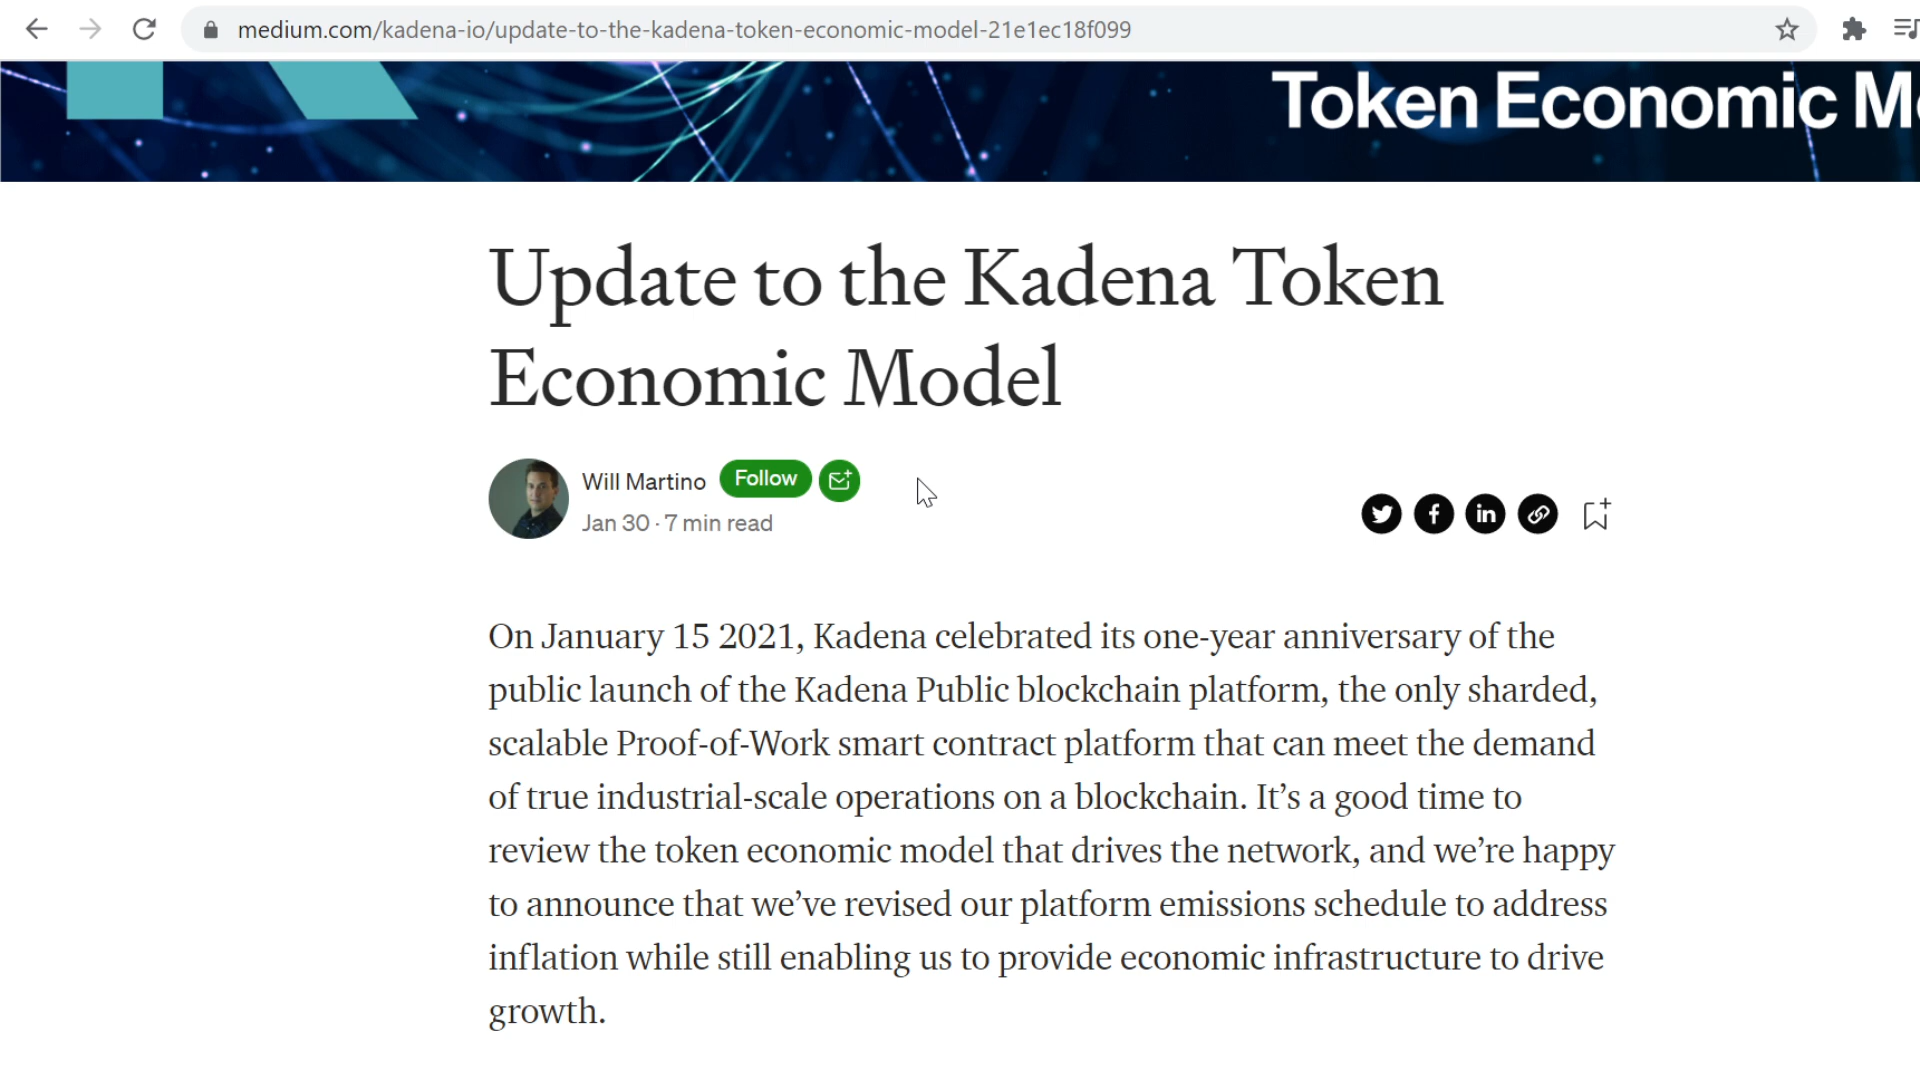 medium.com/kadena-io/update-to-the-kadena-token-economic-model-21e1ec18f099
Token Economic M
Update to the Kadena Token
Economic Model
Will Martino Follow
Jan 30 · 7 min read
On January 15 2021, Kadena celebrated its one-year anniversary of the
public launch of the Kadena Public blockchain platform, the only sharded,
scalable Proof-of-Work smart contract platform that can meet the demand
of true industrial-scale operations on a blockchain. It’s a good time to
review the token economic model that drives the network, and we’re happy
to announce that we’ve revised our platform emissions schedule to address
inflation while still enabling us to provide economic infrastructure to drive
growth.